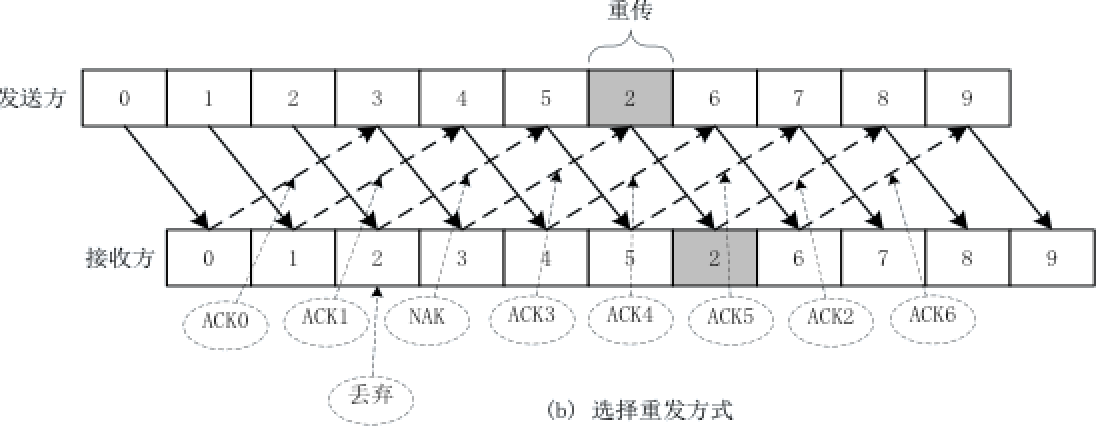 重传
发送方 0 1 2 3 4 5 2 6 7 8 9
接收方 0 1 2 3 4 5 2 6 7 8 9
ACK0 ACK1 NAK ACK3 ACK4 ACK5 ACK2 ACK6
丢弃
(b) 选择重发方式